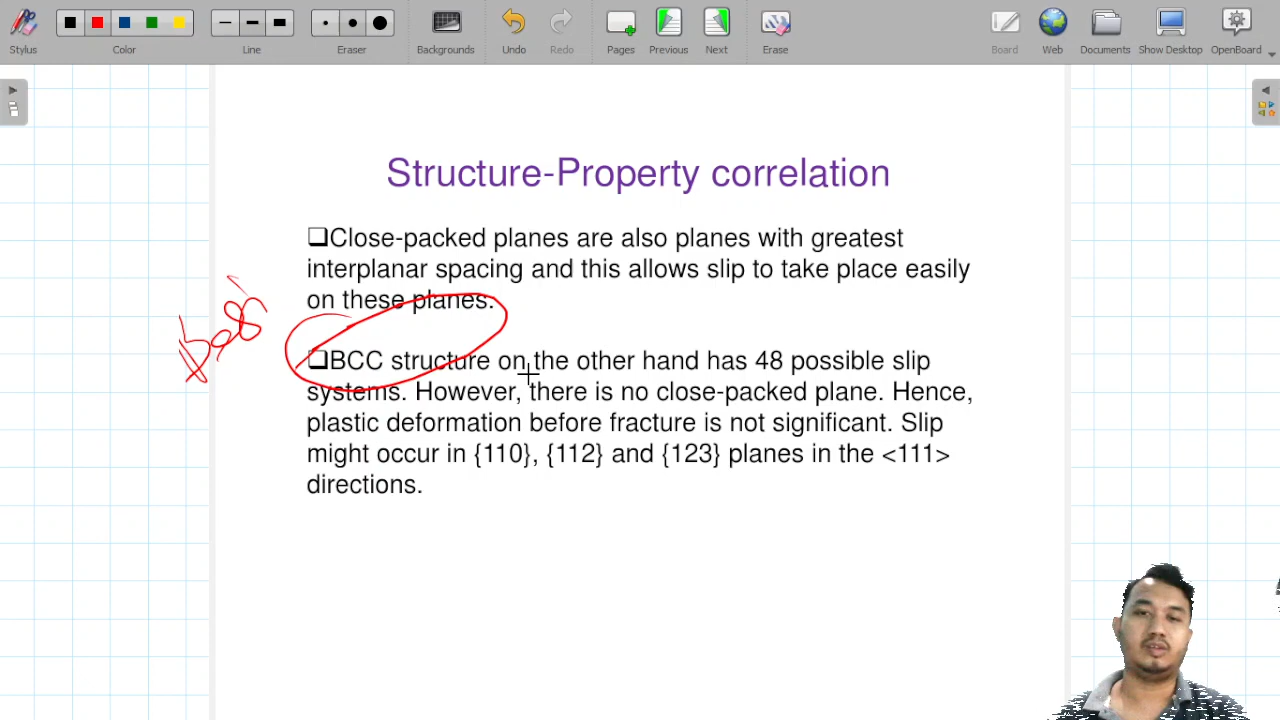 Stylus
Color
Line
Eraser
Backgrounds
Undo
Redo
Pages
Previous
Next
Erase
Board
Web
Documents
Show Desktop
OpenBoard
Structure-Property correlation
❑Close-packed planes are also planes with greatest
interplanar spacing and this allows slip to take place easily
on these planes.
❑BCC structure on the other hand has 48 possible slip
systems. However, there is no close-packed plane. Hence,
plastic deformation before fracture is not significant. Slip
might occur in {110}, {112} and {123} planes in the <111>
directions.